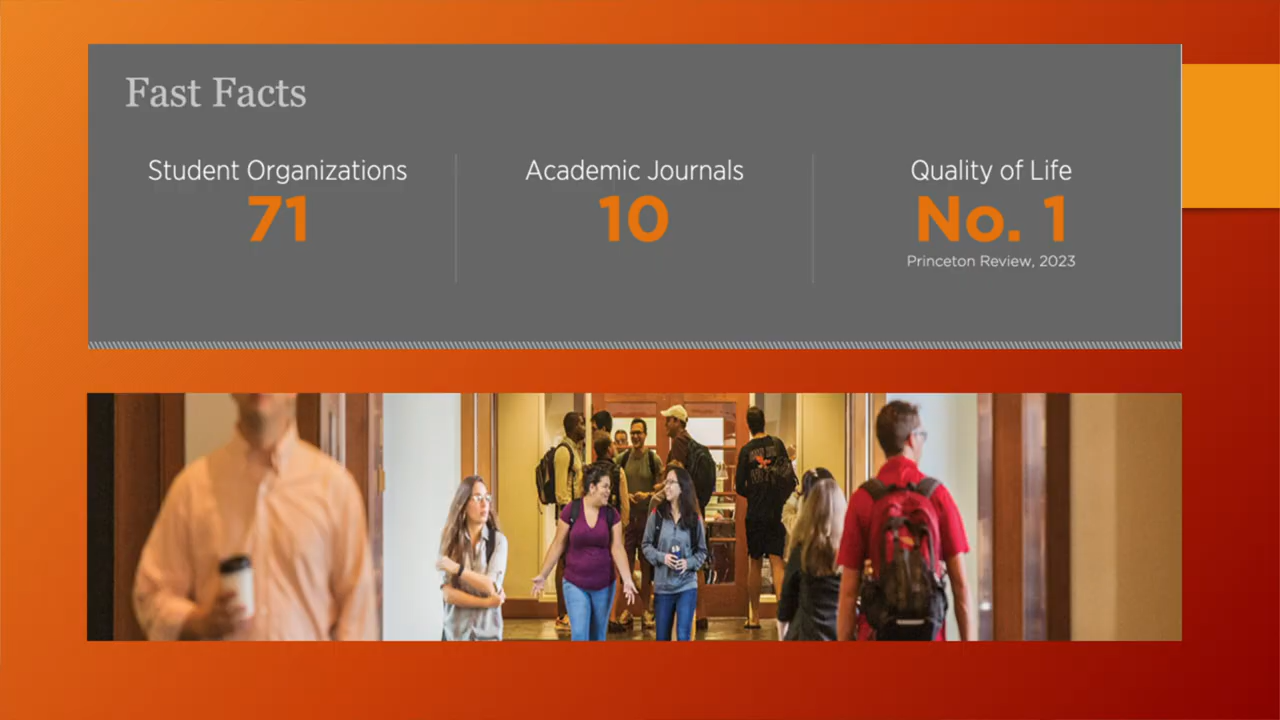 Fast Facts
Student Organizations
71
Academic Journals
10
Quality of Life
No. 1
Princeton Review, 2023